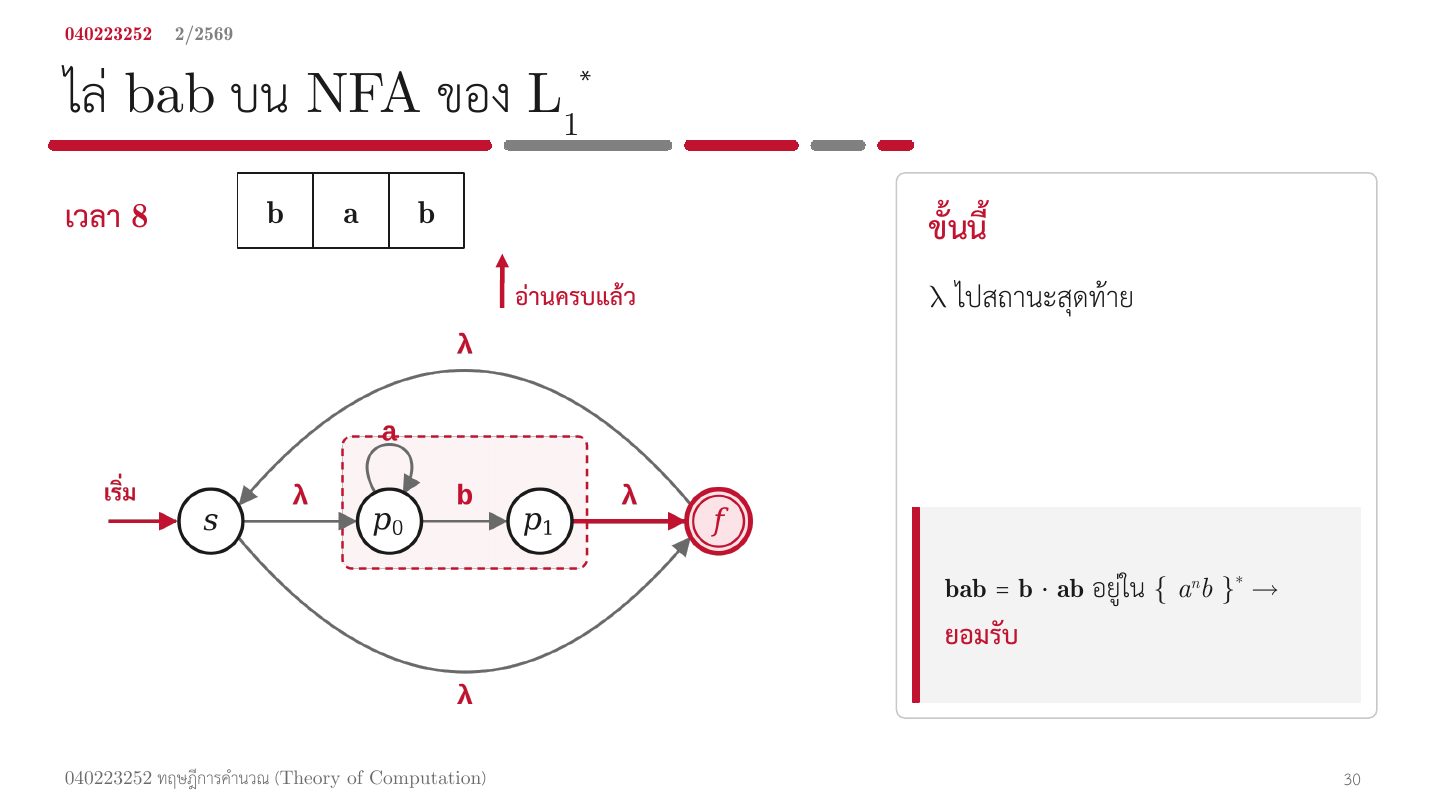 040223252 2/2569
ไล่ bab บน NFA ของ L₁*
เวลา 8
b a b
อ่านครบแล้ว
λ
a
เริ่ม
λ
b
λ
s
p₀
p₁
f
λ
ขั้นนี้
λ ไปสถานะสุดท้าย
bab = b · ab อยู่ใน { aⁿb }* →
ยอมรับ
040223252 ทฤษฎีการคำนวณ (Theory of Computation)
30